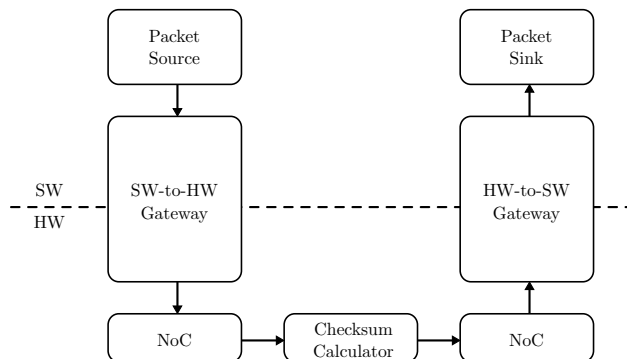 Packet
Source
Packet
Sink
SW
HW
SW-to-HW
Gateway
HW-to-SW
Gateway
NoC
Checksum
Calculator
NoC